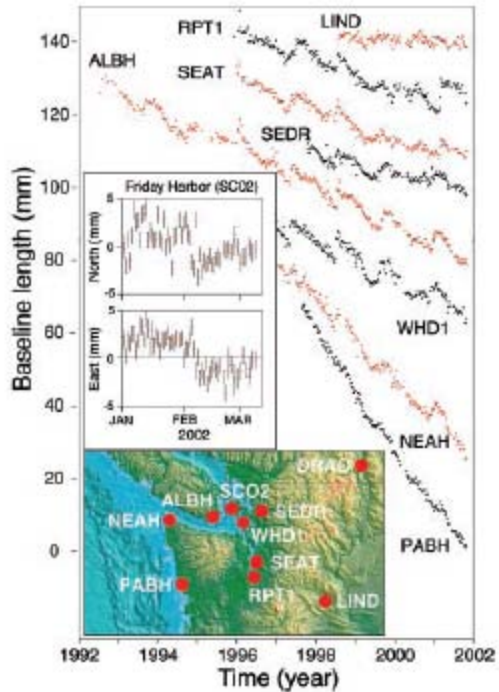 LIND
RPT1
ALBH
SEAT
SEDR
WHD1
NEAH
PABH
Baseline length (mm)
140
120
100
80
60
40
20
0
Friday Harbor (SC02)
North (mm)
5
0
-5
East (mm)
5
0
-5
JAN FEB MAR
2002
DRAO
SCO2
ALBH
SEDR
NEAH
WHD1
SEAT
PABH
RPT1
LIND
1992 1994 1996 1998 2000 2002
Time (year)